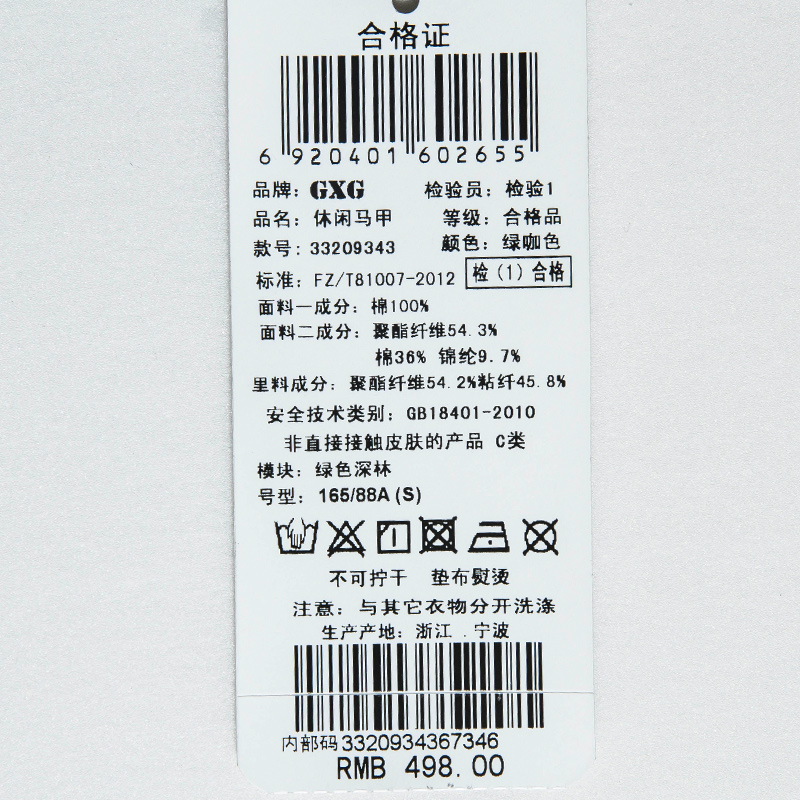 合格证
6 920401 602655
品牌：GXG 检验员：检验1
品名：休闲马甲 等级：合格品
款号：33209343 颜色：绿咖色
标准：FZ/T81007-2012 检（1）合格
面料一成分：棉100%
面料二成分：聚酯纤维54.3%
棉36% 锦纶9.7%
里料成分：聚酯纤维54.2%粘纤45.8%
安全技术类别：GB18401-2010
非直接接触皮肤的产品 C类
模块：绿色深林
号型：165/88A(S)
不可拧干 垫布熨烫
注意：与其它衣物分开洗涤
生产产地：浙江．宁波
内部码3320934367346
RMB 498.00